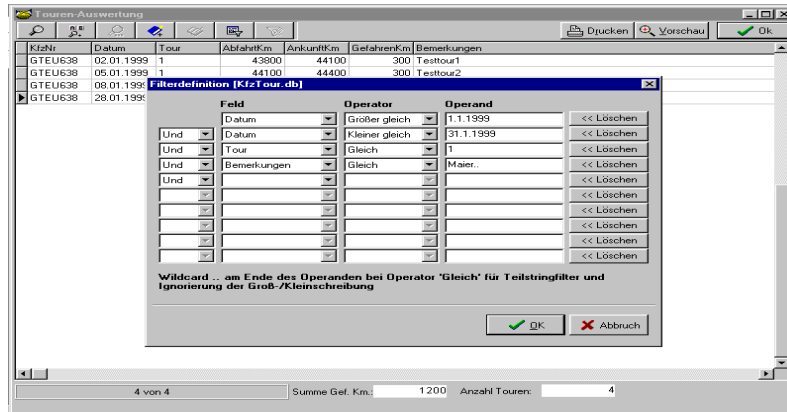 Touren-Auswertung
Drucken Vorschau Ok
KfzNr Datum Tour AbfahrtKm AnkunftKm GefahrenKm Bemerkungen
GTEU638 02.01.1999 1 43800 44100 300 Testtour1
GTEU638 05.01.1999 1 44100 44400 300 Testtour2
GTEU638 08.01.1999
GTEU638 28.01.1999
Filterdefinition [KfzTour.db]
Feld Operator Operand
Datum Größer gleich 1.1.1999 << Löschen
Und Datum Kleiner gleich 31.1.1999 << Löschen
Und Tour Gleich 1 << Löschen
Und Bemerkungen Gleich Maier.. << Löschen
Und << Löschen
<< Löschen
<< Löschen
<< Löschen
<< Löschen
<< Löschen
Wildcard .. am Ende des Operanden bei Operator 'Gleich' für Teilstringfilter und
Ignorierung der Groß-/Kleinschreibung
OK Abbruch
4 von 4 Summe Gef. Km.: 1200 Anzahl Touren: 4